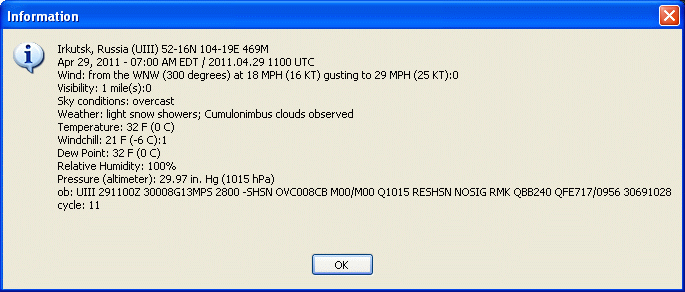 Information
Irkutsk, Russia (UIII) 52-16N 104-19E 469M
Apr 29, 2011 - 07:00 AM EDT / 2011.04.29 1100 UTC
Wind: from the WNW (300 degrees) at 18 MPH (16 KT) gusting to 29 MPH (25 KT):0
Visibility: 1 mile(s):0
Sky conditions: overcast
Weather: light snow showers; Cumulonimbus clouds observed
Temperature: 32 F (0 C)
Windchill: 21 F (-6 C):1
Dew Point: 32 F (0 C)
Relative Humidity: 100%
Pressure (altimeter): 29.97 in. Hg (1015 hPa)
ob: UIII 291100Z 30008G13MPS 2800 -SHSN OVC008CB M00/M00 Q1015 RESHSN NOSIG RMK QBB240 QFE717/0956 30691028
cycle: 11
OK